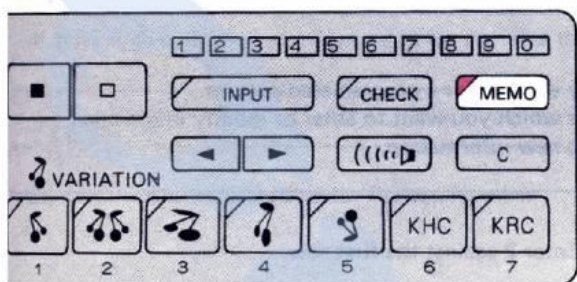 1 2 3 4 5 6 7 8 9 0
INPUT CHECK MEMO
C
VARIATION
KHC KRC
1 2 3 4 5 6 7